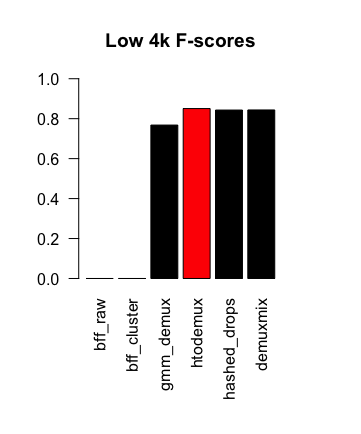 Low 4k F-scores
1.0
0.8
0.6
0.4
0.2
0.0
bff_raw
bff_cluster
gmm_demux
htodemux
hashed_drops
demuxmix